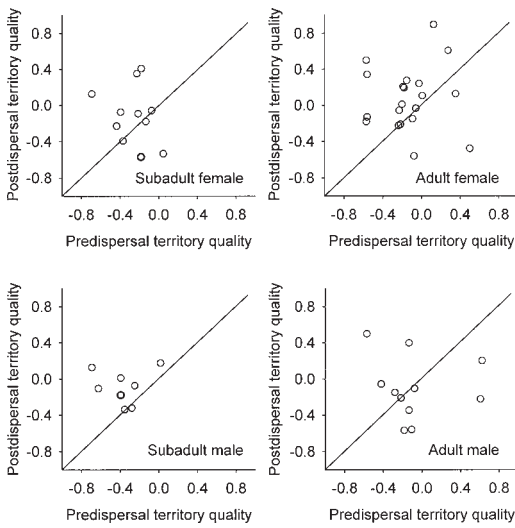 Postdispersal territory quality
0.8
0.4
0.0
-0.4
-0.8
Subadult female
-0.8 -0.4 0.0 0.4 0.8
Predispersal territory quality
Postdispersal territory quality
0.8
0.4
0.0
-0.4
-0.8
Adult female
-0.8 -0.4 0.0 0.4 0.8
Predispersal territory quality
Postdispersal territory quality
0.8
0.4
0.0
-0.4
-0.8
Subadult male
-0.8 -0.4 0.0 0.4 0.8
Predispersal territory quality
Postdispersal territory quality
0.8
0.4
0.0
-0.4
-0.8
Adult male
-0.8 -0.4 0.0 0.4 0.8
Predispersal territory quality